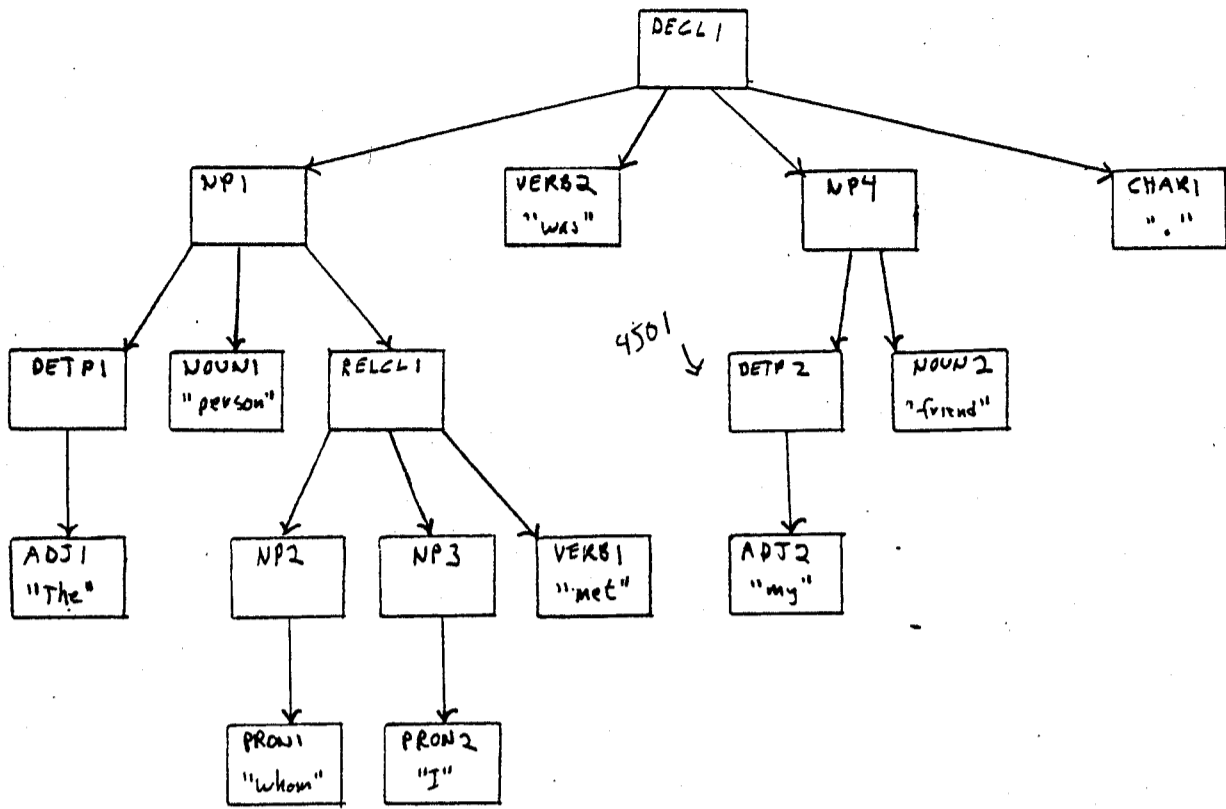 DECL1
NP1
VERB2
"was"
NP4
CHAR1
"."
4501
DETP1
NOUN1
"person"
RELCL1
DETP2
NOUN2
"friend"
ADJ1
"The"
NP2
NP3
VERB1
"met"
ADJ2
"my"
PRON1
"whom"
PRON2
"I"